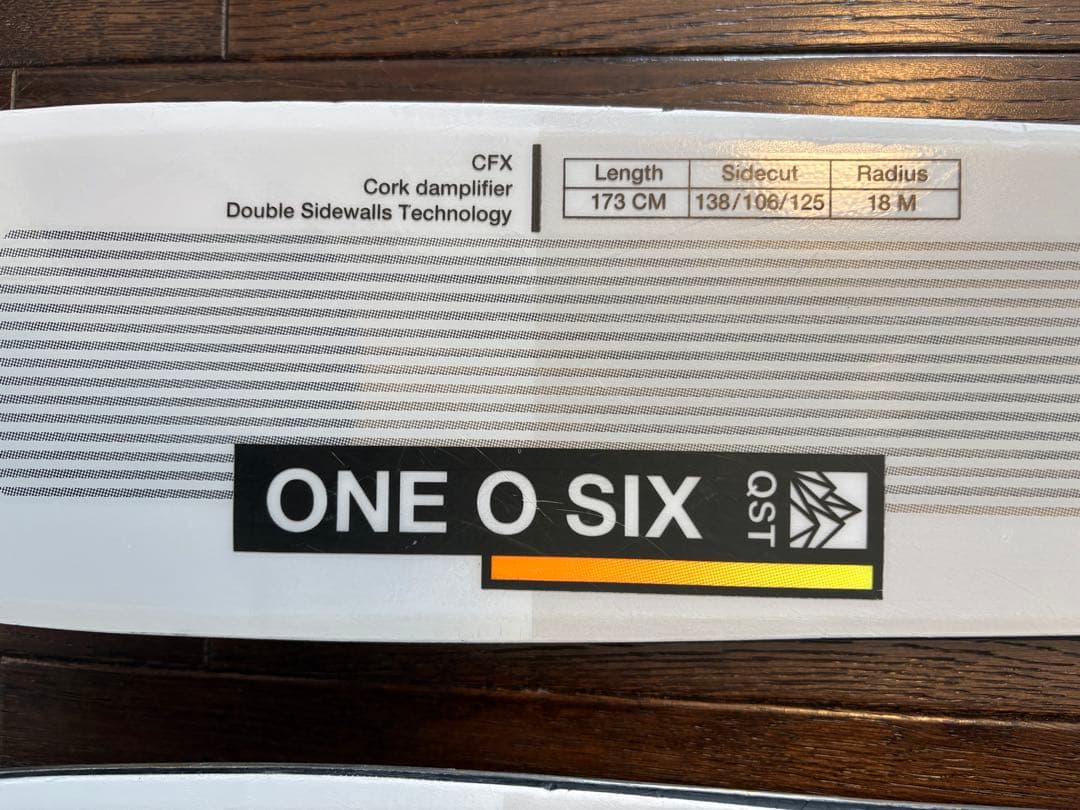 CFX
Cork damplifier
Double Sidewalls Technology
Length Sidecut Radius
173 CM 138/106/125 18 M
ONE O SIX
QST